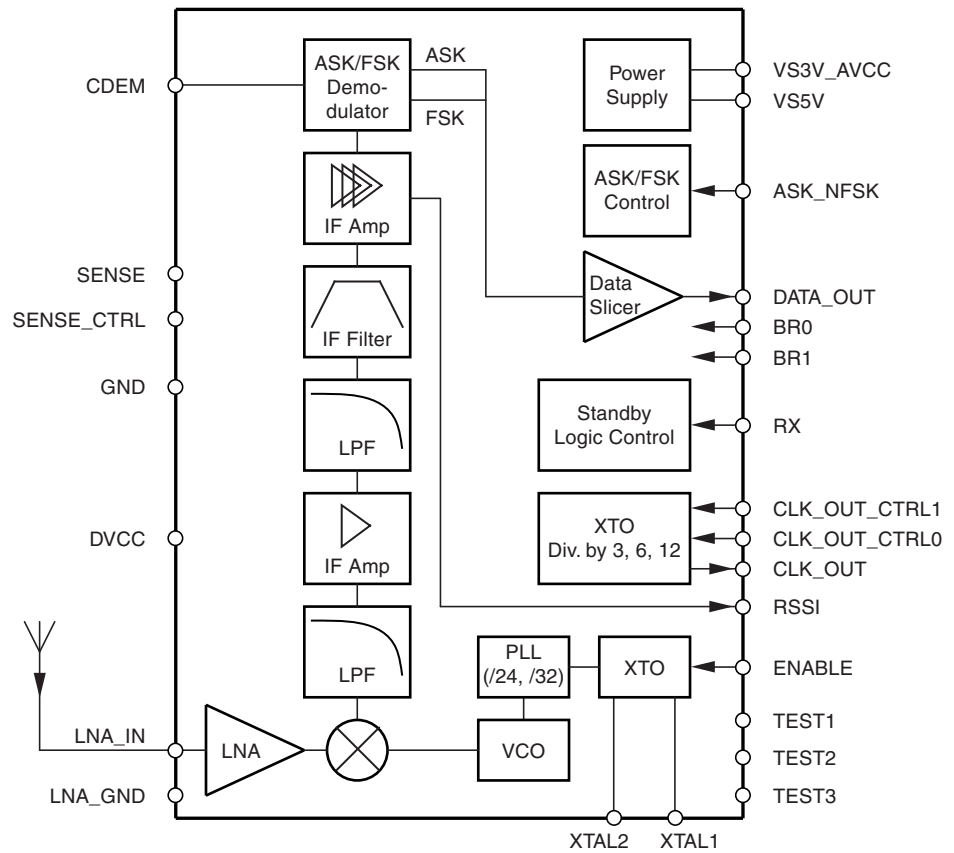 CDEM
SENSE
SENSE_CTRL
GND
DVCC
LNA_IN
LNA_GND
ASK/FSK
Demo-
dulator
ASK
FSK
IF Amp
IF Filter
LPF
IF Amp
LPF
LNA
VCO
PLL
(/24, /32)
XTO
Power
Supply
ASK/FSK
Control
Data
Slicer
Standby
Logic Control
XTO
Div. by 3, 6, 12
VS3V_AVCC
VS5V
ASK_NFSK
DATA_OUT
BR0
BR1
RX
CLK_OUT_CTRL1
CLK_OUT_CTRL0
CLK_OUT
RSSI
ENABLE
TEST1
TEST2
TEST3
XTAL2
XTAL1